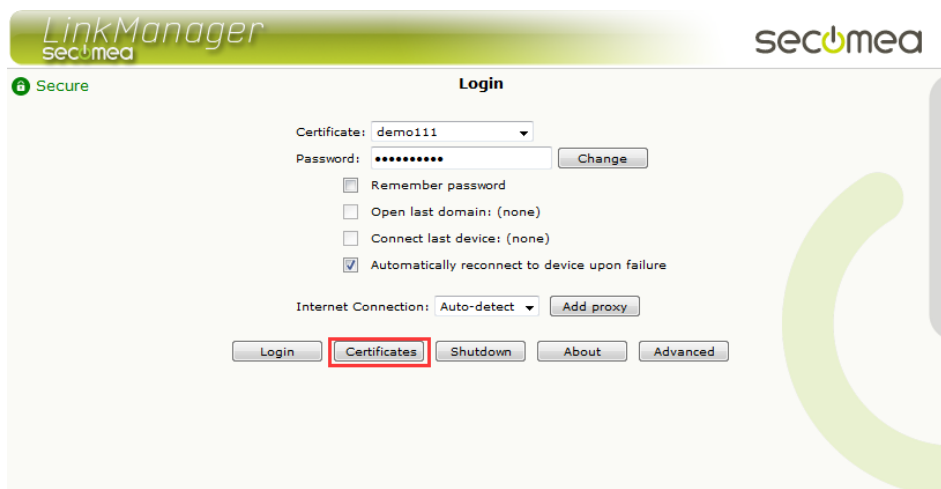 LinkManager
secomea
secomea
Secure
Login
Certificate: demo111
Password: •••••••••• Change
Remember password
Open last domain: (none)
Connect last device: (none)
Automatically reconnect to device upon failure
Internet Connection: Auto-detect Add proxy
Login Certificates Shutdown About Advanced